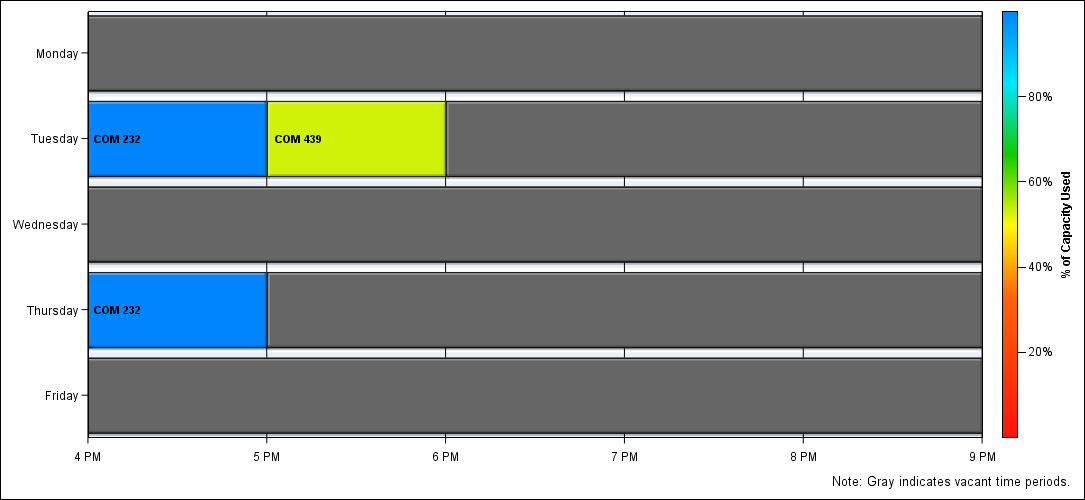 Monday
Tuesday
COM 232
COM 439
Wednesday
Thursday
COM 232
Friday
4 PM
5 PM
6 PM
7 PM
8 PM
9 PM
80%
60%
40%
20%
% of Capacity Used
Note: Gray indicates vacant time periods.